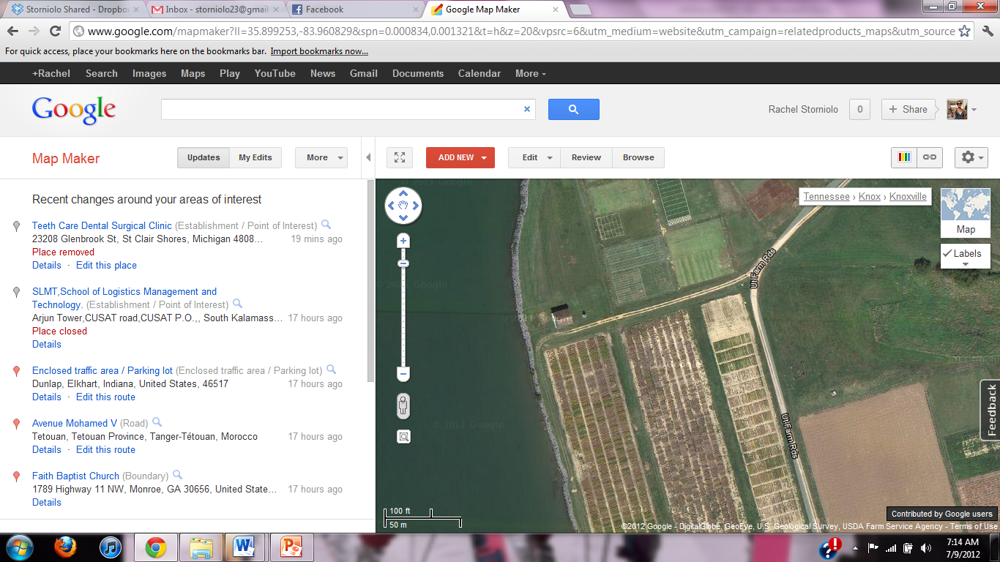 Storniolo Shared - Dropbox
Inbox - storniolo23@gmail
Facebook
Google Map Maker
www.google.com/mapmaker?ll=35.899253,-83.960829&spn=0.000834,0.001321&t=h&z=20&vpsrc=6&utm_medium=website&utm_campaign=relatedproducts_maps&utm_source
For quick access, place your bookmarks here on the bookmarks bar. Import bookmarks now...
+Rachel Search Images Maps Play YouTube News Gmail Documents Calendar More
Google
Rachel Storniolo 0 + Share
Map Maker
Updates My Edits More
ADD NEW Edit Review Browse
Recent changes around your areas of interest
Teeth Care Dental Surgical Clinic (Establishment / Point of Interest)
23208 Glenbrook St, St Clair Shores, Michigan 4808... 19 mins ago
Place removed
Details - Edit this place
SLMT,School of Logistics Management and
Technology. (Establishment / Point of Interest)
Arjun Tower,CUSAT road,CUSAT P.O.,, South Kalamass... 17 hours ago
Place closed
Details
Enclosed traffic area / Parking lot (Enclosed traffic area / Parking lot)
Dunlap, Elkhart, Indiana, United States, 46517 17 hours ago
Details - Edit this route
Avenue Mohamed V (Road)
Tetouan, Tetouan Province, Tanger-Tétouan, Morocco 17 hours ago
Details - Edit this route
Faith Baptist Church (Boundary)
1789 Highway 11 NW, Monroe, GA 30656, United State... 17 hours ago
Details
Tennessee › Knox › Knoxville
Map
Labels
Ut Farm Rds
Ut Farm Rds
© 2011 Google
Feedback
100 ft
50 m
Contributed by Google users
©2012 Google - DigitalGlobe, GeoEye, U.S. Geological Survey, USDA Farm Service Agency - Terms of Use
7:14 AM
7/9/2012